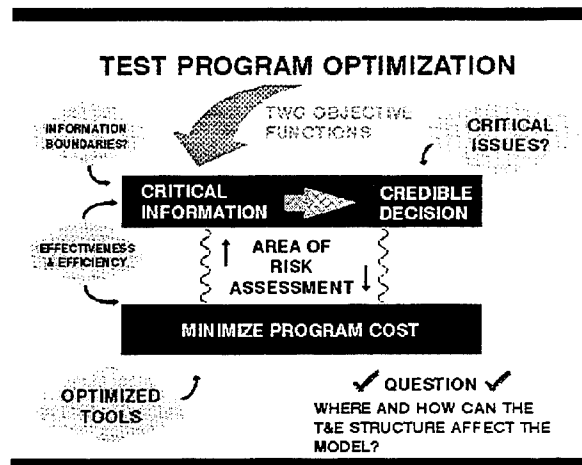 TEST PROGRAM OPTIMIZATION
TWO OBJECTIVE
FUNCTIONS
INFORMATION
BOUNDARIES?
CRITICAL
ISSUES?
CRITICAL
INFORMATION
CREDIBLE
DECISION
EFFECTIVENESS
& EFFICIENCY
AREA OF
RISK
ASSESSMENT
MINIMIZE PROGRAM COST
OPTIMIZED
TOOLS
QUESTION
WHERE AND HOW CAN THE
T&E STRUCTURE AFFECT THE
MODEL?